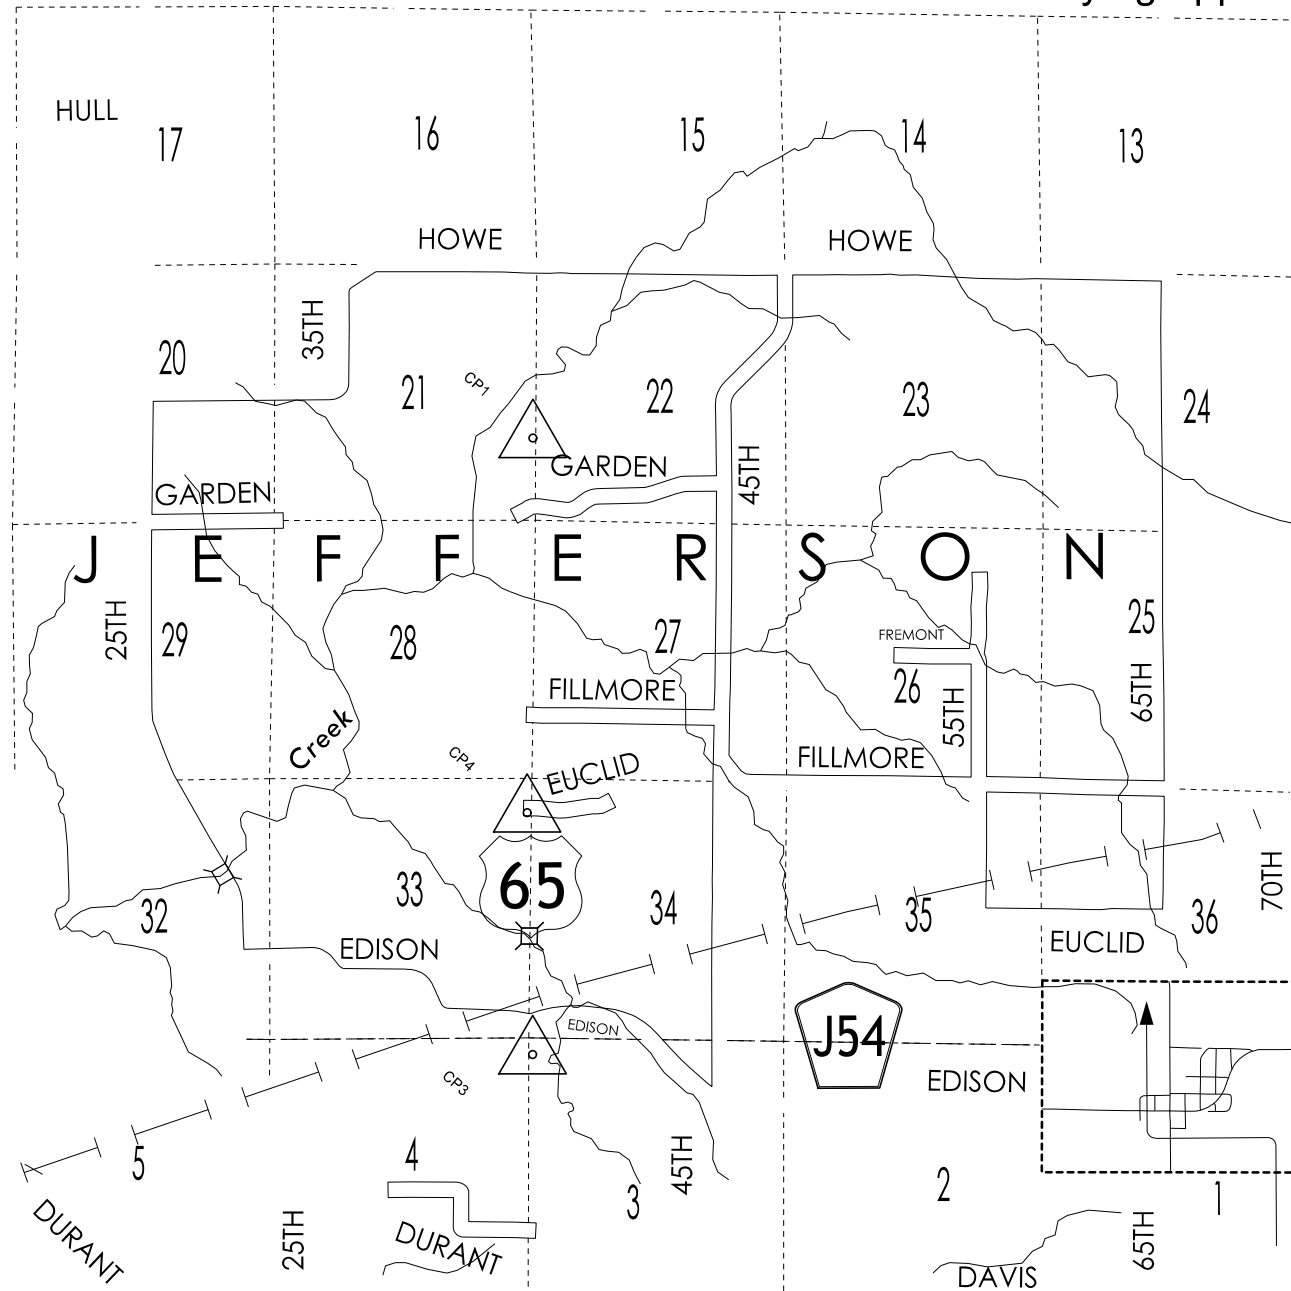 HULL
17
16
15
14
13
HOWE
HOWE
35TH
20
21
CP1
22
23
24
GARDEN
45TH
GARDEN
JEFFERSON
25TH
29
28
27
FREMONT
25
26
FILLMORE
65TH
55TH
Creek
CP4
FILLMORE
EUCLID
65
33
34
35
36
32
70TH
EDISON
EUCLID
EDISON
J54
CP3
EDISON
5
4
45TH
3
2
1
DURANT
25TH
DURANT
65TH
DAVIS